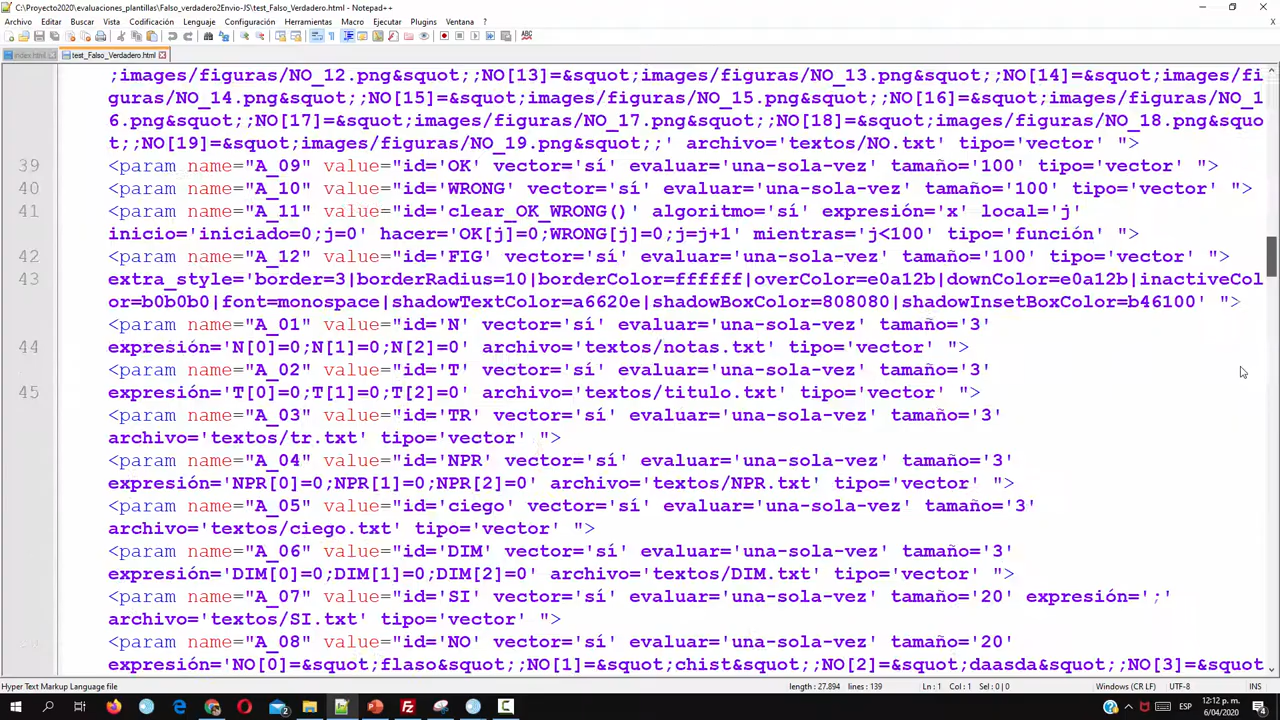 C:\Proyecto2020\evaluaciones_plantillas\Falso_verdadero2Envio-JS\test_Falso_Verdadero.html - Notepad++
Archivo Editar Buscar Vista Codificación Lenguaje Configuración Herramientas Macro Ejecutar Plugins Ventana ?
index.html test_Falso_Verdadero.html
;images/figuras/NO_12.png&squot;;NO[13]=&squot;images/figuras/NO_13.png&squot;;NO[14]=&squot;images/fi
guras/NO_14.png&squot;;NO[15]=&squot;images/figuras/NO_15.png&squot;;NO[16]=&squot;images/figuras/NO_1
6.png&squot;;NO[17]=&squot;images/figuras/NO_17.png&squot;;NO[18]=&squot;images/figuras/NO_18.png&squo
t;;NO[19]=&squot;images/figuras/NO_19.png&squot;;' archivo='textos/NO.txt' tipo='vector' ">
39 <param name="A_09" value="id='OK' vector='sí' evaluar='una-sola-vez' tamaño='100' tipo='vector' ">
40 <param name="A_10" value="id='WRONG' vector='sí' evaluar='una-sola-vez' tamaño='100' tipo='vector' ">
41 <param name="A_11" value="id='clear_OK_WRONG()' algoritmo='sí' expresión='x' local='j'
inicio='iniciado=0;j=0' hacer='OK[j]=0;WRONG[j]=0;j=j+1' mientras='j<100' tipo='función' ">
42 <param name="A_12" value="id='FIG' vector='sí' evaluar='una-sola-vez' tamaño='100' tipo='vector' ">
43 extra_style='border=3|borderRadius=10|borderColor=ffffff|overColor=e0a12b|downColor=e0a12b|inactiveCol
or=b0b0b0|font=monospace|shadowTextColor=a6620e|shadowBoxColor=808080|shadowInsetBoxColor=b46100' ">
<param name="A_01" value="id='N' vector='sí' evaluar='una-sola-vez' tamaño='3'
44 expresión='N[0]=0;N[1]=0;N[2]=0' archivo='textos/notas.txt' tipo='vector' ">
<param name="A_02" value="id='T' vector='sí' evaluar='una-sola-vez' tamaño='3'
45 expresión='T[0]=0;T[1]=0;T[2]=0' archivo='textos/titulo.txt' tipo='vector' ">
<param name="A_03" value="id='TR' vector='sí' evaluar='una-sola-vez' tamaño='3'
archivo='textos/tr.txt' tipo='vector' ">
<param name="A_04" value="id='NPR' vector='sí' evaluar='una-sola-vez' tamaño='3'
expresión='NPR[0]=0;NPR[1]=0;NPR[2]=0' archivo='textos/NPR.txt' tipo='vector' ">
<param name="A_05" value="id='ciego' vector='sí' evaluar='una-sola-vez' tamaño='3'
archivo='textos/ciego.txt' tipo='vector' ">
<param name="A_06" value="id='DIM' vector='sí' evaluar='una-sola-vez' tamaño='3'
expresión='DIM[0]=0;DIM[1]=0;DIM[2]=0' archivo='textos/DIM.txt' tipo='vector' ">
<param name="A_07" value="id='SI' vector='sí' evaluar='una-sola-vez' tamaño='20' expresión=';'
archivo='textos/SI.txt' tipo='vector' ">
<param name="A_08" value="id='NO' vector='sí' evaluar='una-sola-vez' tamaño='20'
expresión='NO[0]=&squot;flaso&squot;;NO[1]=&squot;chist&squot;;NO[2]=&squot;daasda&squot;;NO[3]=&squot
Hyper Text Markup Language file length: 27.894 lines: 139 Ln: 1 Col: 1 Sel: 0 | 0 Windows (CR LF) UTF-8 INS
ESP 12:12 p. m.
6/04/2020